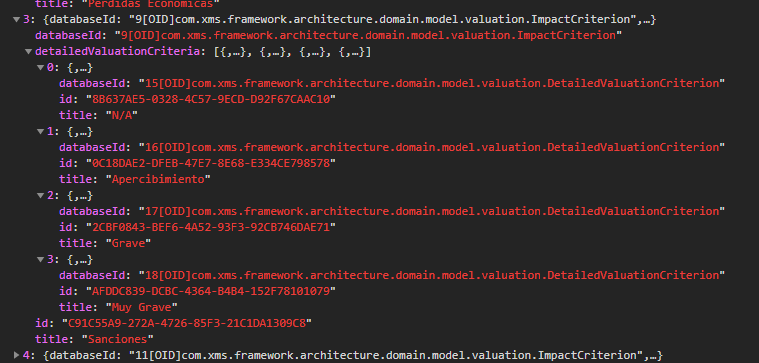 title: "Perdidas Economicas"
3: {databaseId: "9[OID]com.xms.framework.architecture.domain.model.valuation.ImpactCriterion",…}
databaseId: "9[OID]com.xms.framework.architecture.domain.model.valuation.ImpactCriterion"
detailedValuationCriteria: [{,…}, {,…}, {,…}, {,…}]
0: {,…}
databaseId: "15[OID]com.xms.framework.architecture.domain.model.valuation.DetailedValuationCriterion"
id: "8B637AE5-0328-4C57-9ECD-D92F67CAAC10"
title: "N/A"
1: {,…}
databaseId: "16[OID]com.xms.framework.architecture.domain.model.valuation.DetailedValuationCriterion"
id: "0C18DAE2-DFEB-47E7-8E68-E334CE798578"
title: "Apercibimiento"
2: {,…}
databaseId: "17[OID]com.xms.framework.architecture.domain.model.valuation.DetailedValuationCriterion"
id: "2CBF0843-BEF6-4A52-93F3-92CB746DAE71"
title: "Grave"
3: {,…}
databaseId: "18[OID]com.xms.framework.architecture.domain.model.valuation.DetailedValuationCriterion"
id: "AFDDC839-DCBC-4364-B4B4-152F78101079"
title: "Muy Grave"
id: "C91C55A9-272A-4726-85F3-21C1DA1309C8"
title: "Sanciones"
4: {databaseId: "11[OID]com.xms.framework.architecture.domain.model.valuation.ImpactCriterion",…}